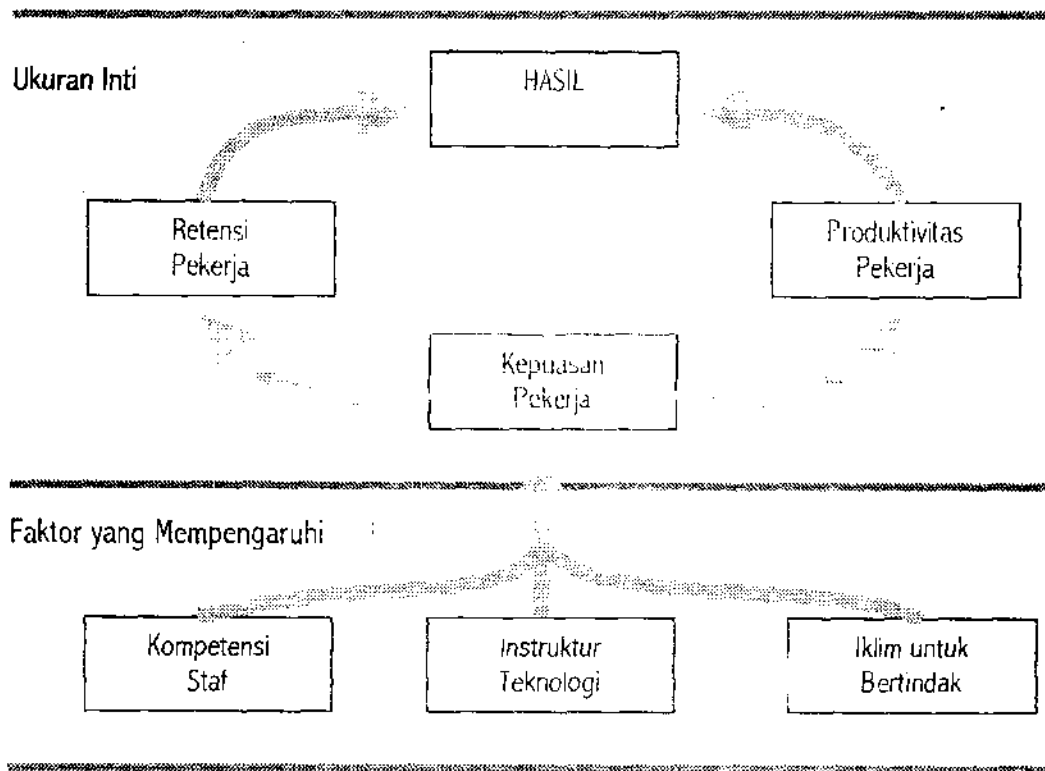 Ukuran Inti
HASIL
Retensi
Pekerja
Produktivitas
Pekerja
Kepuasan
Pekerja
Faktor yang Mempengaruhi
Kompetensi
Staf
Instruktur
Teknologi
Iklim untuk
Bertindak